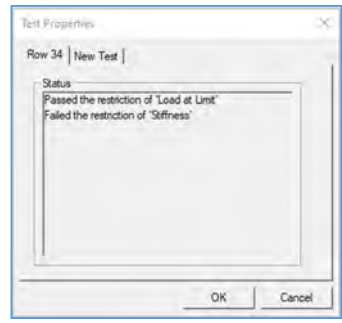 Test Properties
Row 34 New Test
Status
Passed the restriction of 'Load at Limit'
Failed the restriction of 'Stiffness'
OK Cancel